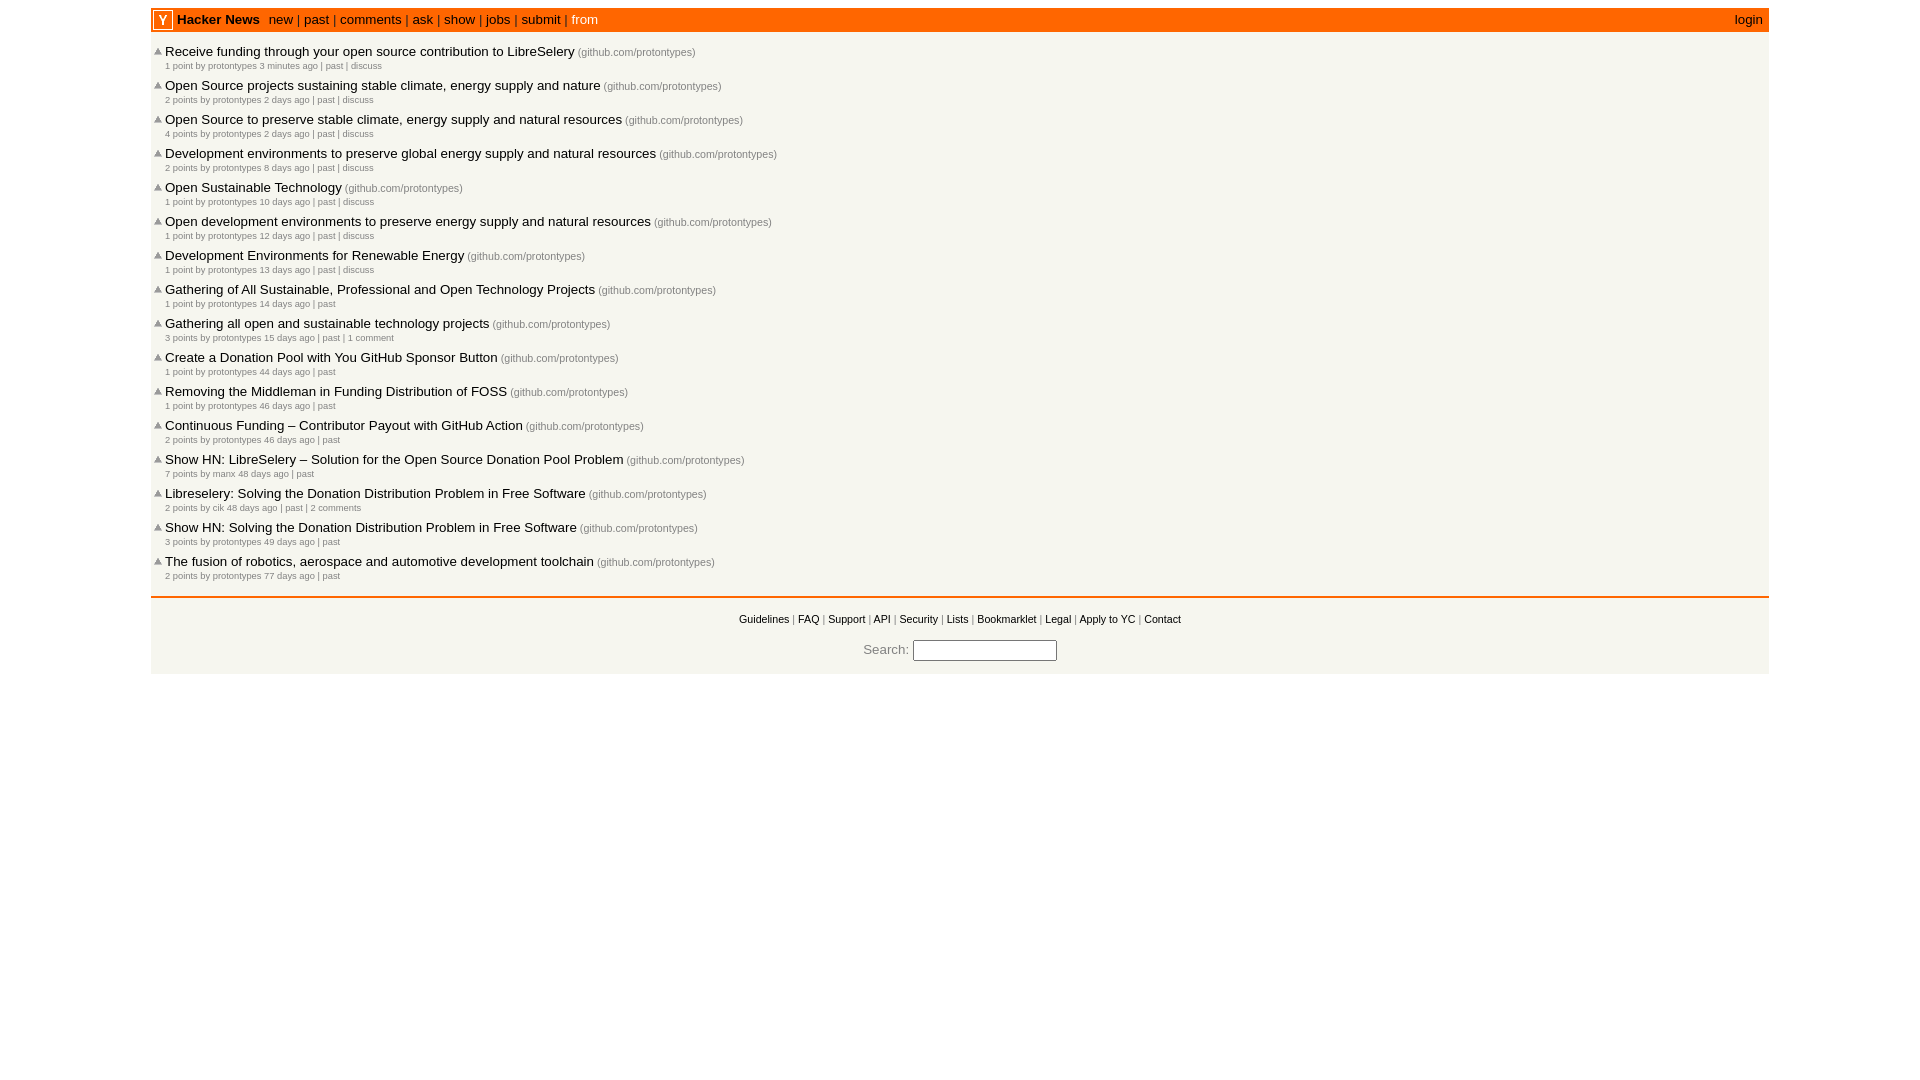 Y Hacker News new | past | comments | ask | show | jobs | submit | from login
Receive funding through your open source contribution to LibreSelery (github.com/protontypes)
1 point by protontypes 3 minutes ago | past | discuss
Open Source projects sustaining stable climate, energy supply and nature (github.com/protontypes)
2 points by protontypes 2 days ago | past | discuss
Open Source to preserve stable climate, energy supply and natural resources (github.com/protontypes)
4 points by protontypes 2 days ago | past | discuss
Development environments to preserve global energy supply and natural resources (github.com/protontypes)
2 points by protontypes 8 days ago | past | discuss
Open Sustainable Technology (github.com/protontypes)
1 point by protontypes 10 days ago | past | discuss
Open development environments to preserve energy supply and natural resources (github.com/protontypes)
1 point by protontypes 12 days ago | past | discuss
Development Environments for Renewable Energy (github.com/protontypes)
1 point by protontypes 13 days ago | past | discuss
Gathering of All Sustainable, Professional and Open Technology Projects (github.com/protontypes)
1 point by protontypes 14 days ago | past
Gathering all open and sustainable technology projects (github.com/protontypes)
3 points by protontypes 15 days ago | past | 1 comment
Create a Donation Pool with You GitHub Sponsor Button (github.com/protontypes)
1 point by protontypes 44 days ago | past
Removing the Middleman in Funding Distribution of FOSS (github.com/protontypes)
1 point by protontypes 46 days ago | past
Continuous Funding – Contributor Payout with GitHub Action (github.com/protontypes)
2 points by protontypes 46 days ago | past
Show HN: LibreSelery – Solution for the Open Source Donation Pool Problem (github.com/protontypes)
7 points by manx 48 days ago | past
Libreselery: Solving the Donation Distribution Problem in Free Software (github.com/protontypes)
2 points by cik 48 days ago | past | 2 comments
Show HN: Solving the Donation Distribution Problem in Free Software (github.com/protontypes)
3 points by protontypes 49 days ago | past
The fusion of robotics, aerospace and automotive development toolchain (github.com/protontypes)
2 points by protontypes 77 days ago | past
Guidelines | FAQ | Support | API | Security | Lists | Bookmarklet | Legal | Apply to YC | Contact
Search: